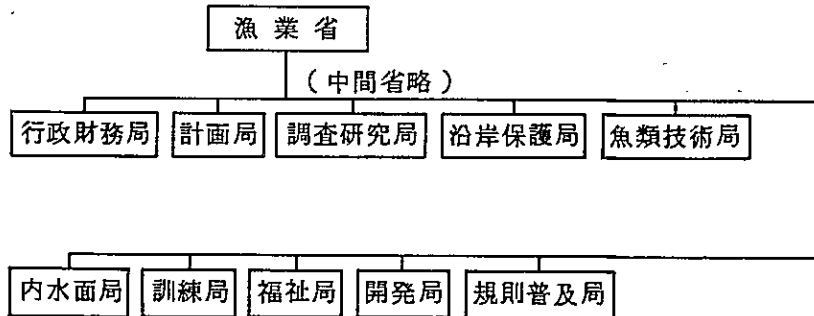 漁業省
(中間省略)
行政財務局 計画局 調査研究局 沿岸保護局 魚類技術局
内水面局 訓練局 福祉局 開発局 規則普及局